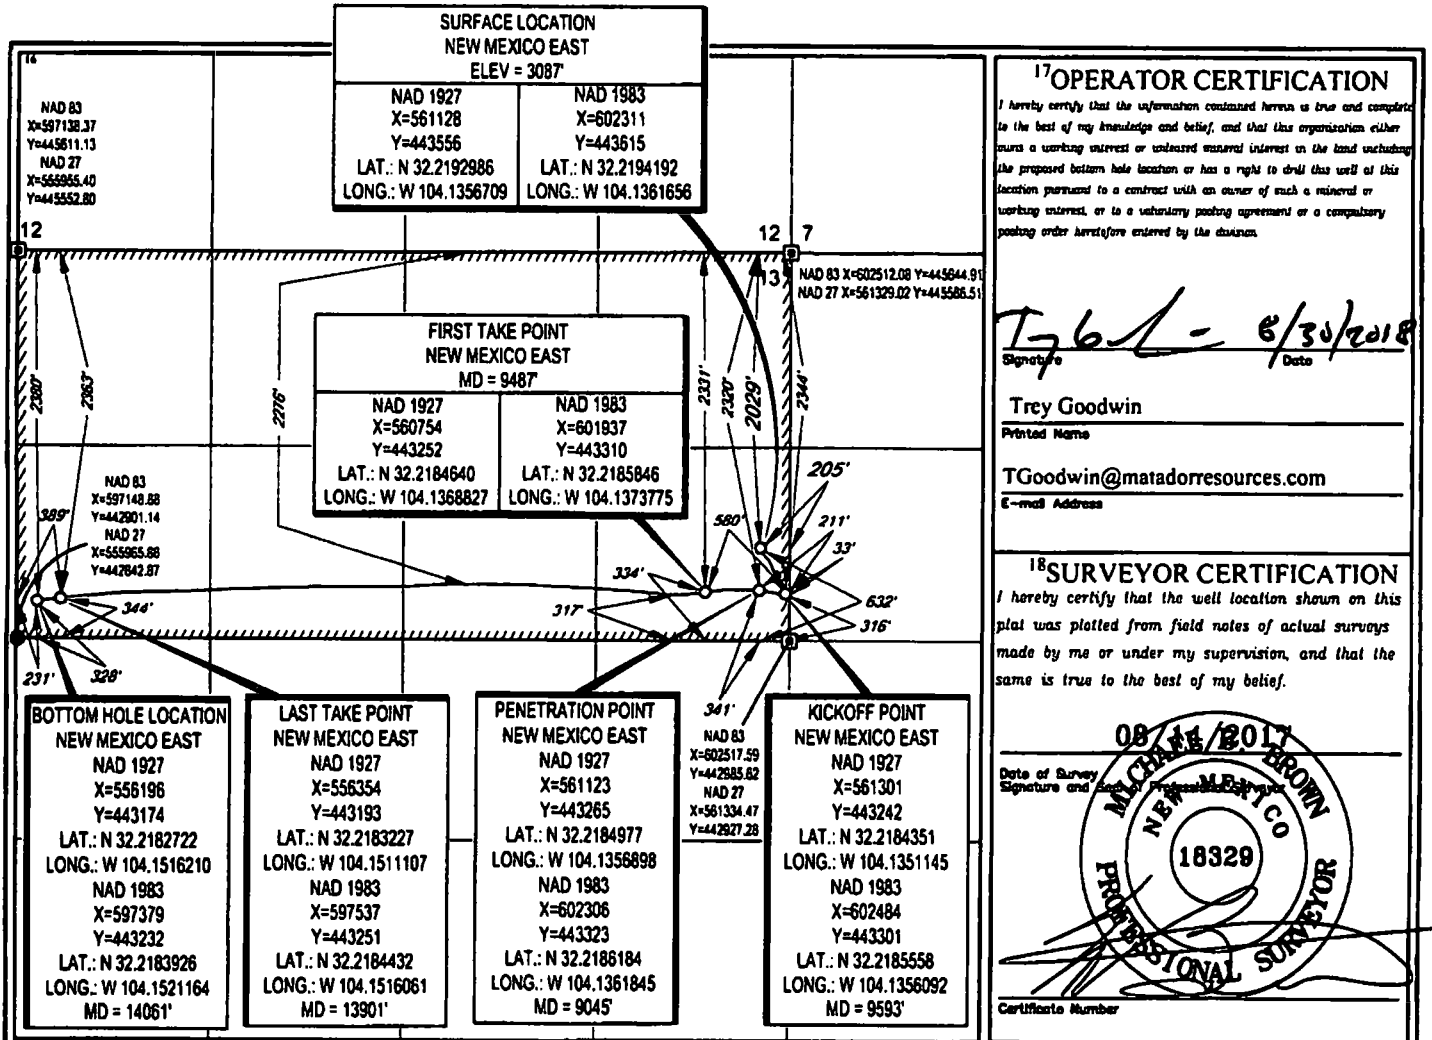 SURFACE LOCATION
NEW MEXICO EAST
ELEV = 3087'
NAD 1927
X=561128
Y=443556
LAT.: N 32.2192986
LONG.: W 104.1356709
NAD 1983
X=602311
Y=443615
LAT.: N 32.2194192
LONG.: W 104.1361656
16
NAD 83
X=597138.37
Y=445611.13
NAD 27
X=555955.40
Y=445552.80
12
12
7
13
NAD 83 X=602512.08 Y=445644.91
NAD 27 X=561329.02 Y=445586.51
FIRST TAKE POINT
NEW MEXICO EAST
MD = 9487'
NAD 1927
X=560754
Y=443252
LAT.: N 32.2184640
LONG.: W 104.1368827
NAD 1983
X=601937
Y=443310
LAT.: N 32.2185846
LONG.: W 104.1373775
2380'
2363'
2276'
2331'
2320'
2029'
2344'
NAD 83
X=597148.88
Y=442901.14
NAD 27
X=555965.88
Y=442842.87
389'
205'
580'
211'
33'
334'
317'
344'
632'
316'
231'
328'
341'
NAD 83
X=602517.59
Y=442985.62
NAD 27
X=561334.47
Y=442927.28
BOTTOM HOLE LOCATION
NEW MEXICO EAST
NAD 1927
X=556196
Y=443174
LAT.: N 32.2182722
LONG.: W 104.1516210
NAD 1983
X=597379
Y=443232
LAT.: N 32.2183926
LONG.: W 104.1521164
MD = 14061'
LAST TAKE POINT
NEW MEXICO EAST
NAD 1927
X=556354
Y=443193
LAT.: N 32.2183227
LONG.: W 104.1511107
NAD 1983
X=597537
Y=443251
LAT.: N 32.2184432
LONG.: W 104.1516061
MD = 13901'
PENETRATION POINT
NEW MEXICO EAST
NAD 1927
X=561123
Y=443265
LAT.: N 32.2184977
LONG.: W 104.1356898
NAD 1983
X=602306
Y=443323
LAT.: N 32.2186184
LONG.: W 104.1361845
MD = 9045'
KICKOFF POINT
NEW MEXICO EAST
NAD 1927
X=561301
Y=443242
LAT.: N 32.2184351
LONG.: W 104.1351145
NAD 1983
X=602484
Y=443301
LAT.: N 32.2185558
LONG.: W 104.1356092
MD = 9593'
17 OPERATOR CERTIFICATION
I hereby certify that the information contained herein is true and complete
to the best of my knowledge and belief, and that this organization either
owns a working interest or unleased mineral interest in the land including
the proposed bottom hole location or has a right to drill this well at this
location pursuant to a contract with an owner of such a mineral or
working interest, or to a voluntary pooling agreement or a compulsory
pooling order heretofore entered by the division
8/30/2018
Signature
Date
Trey Goodwin
Printed Name
TGoodwin@matadorresources.com
E-mail Address
18 SURVEYOR CERTIFICATION
I hereby certify that the well location shown on this
plat was plotted from field notes of actual surveys
made by me or under my supervision, and that the
same is true to the best of my belief.
08/14/2017
Date of Survey
Signature and Seal of Professional Surveyor
MICHAEL B. BROWN
NEW MEXICO
18329
PROFESSIONAL SURVEYOR
Certificate Number